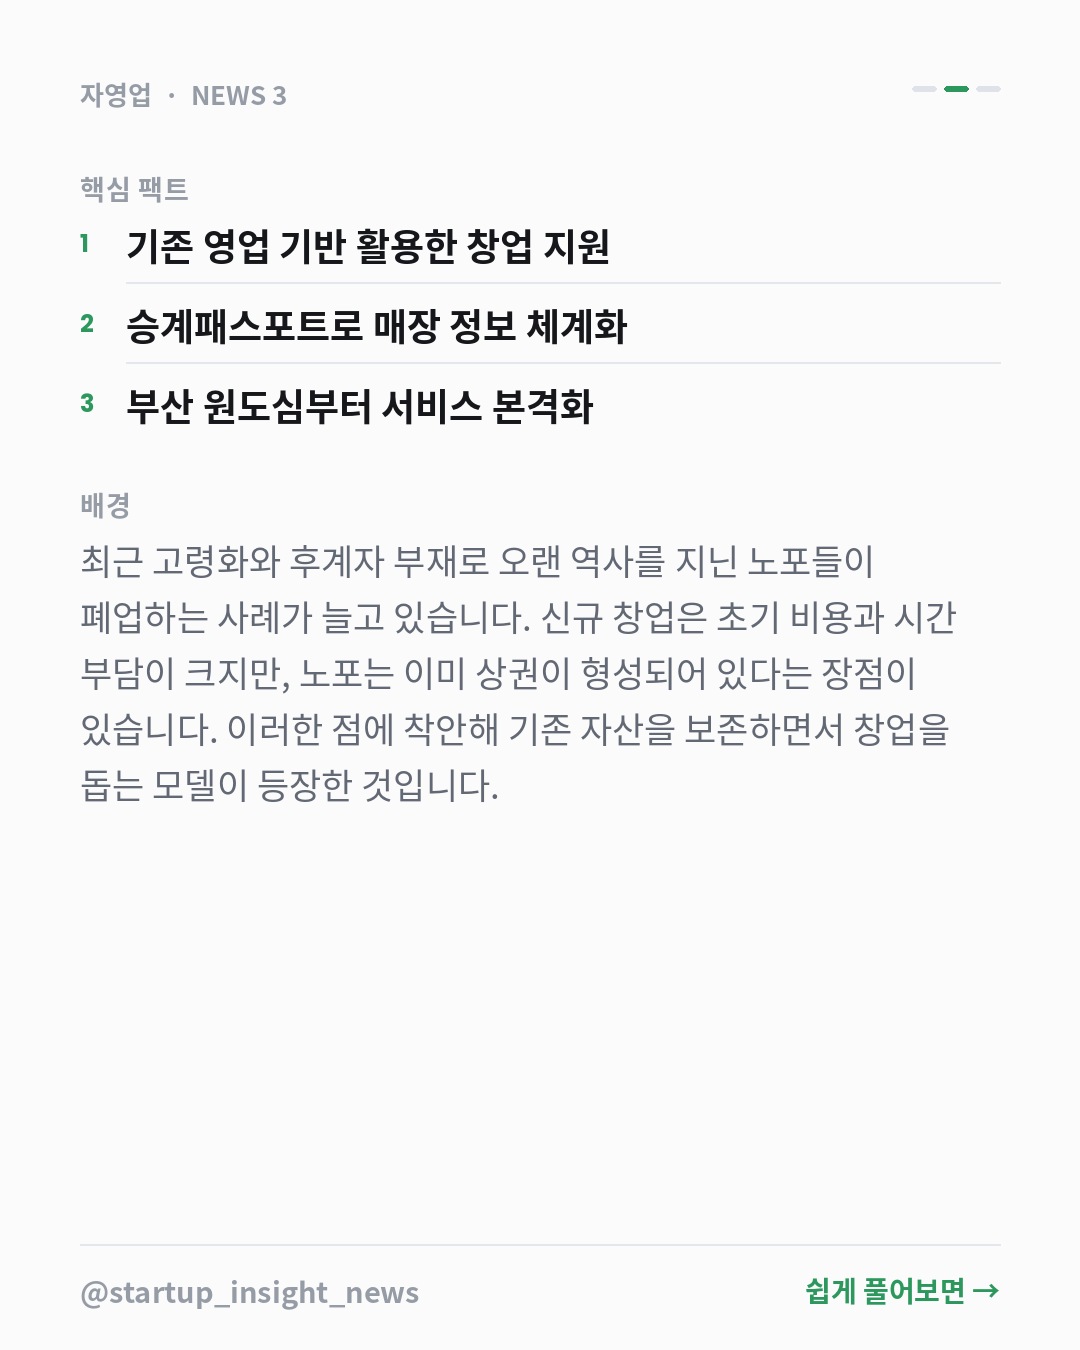 자영업 · NEWS 3
핵심 팩트
1 기존 영업 기반 활용한 창업 지원
2 승계패스포트로 매장 정보 체계화
3 부산 원도심부터 서비스 본격화
배경
최근 고령화와 후계자 부재로 오랜 역사를 지닌 노포들이
폐업하는 사례가 늘고 있습니다. 신규 창업은 초기 비용과 시간
부담이 크지만, 노포는 이미 상권이 형성되어 있다는 장점이
있습니다. 이러한 점에 착안해 기존 자산을 보존하면서 창업을
돕는 모델이 등장한 것입니다.
@startup_insight_news
쉽게 풀어보면 →